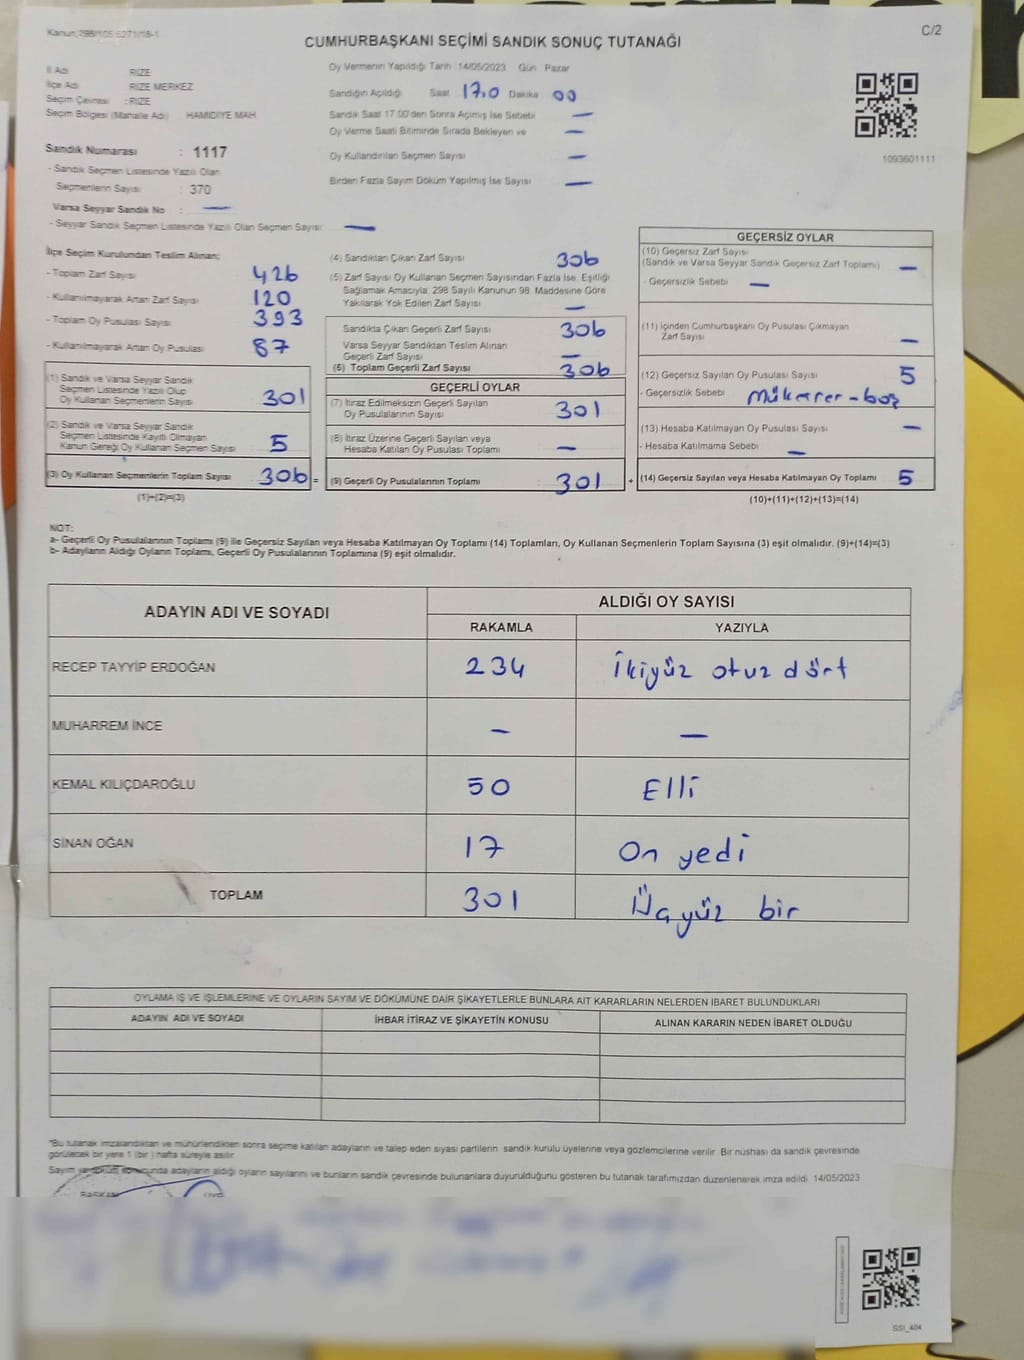 Kanun:298/105 6271/18-1
C/2
CUMHURBAŞKANI SEÇİMİ SANDIK SONUÇ TUTANAĞI
İl Adı RİZE
İlçe Adı RİZE MERKEZ
Seçim Çevresi : RİZE
Seçim Bölgesi (Mahalle Adı) HAMİDİYE MAH
Sandık Numarası : 1117
- Sandık Seçmen Listesinde Yazılı Olan
Seçmenlerin Sayısı : 370
Varsa Seyyar Sandık No : —
- Seyyar Sandık Seçmen Listesinde Yazılı Olan Seçmen Sayısı —
Oy Vermenin Yapıldığı Tarih :14/05/2023 Gün : Pazar
Sandığın Açıldığı Saat 17.0 Dakika 00
Sandık Saat 17.00'den Sonra Açılmış İse Sebebi —
Oy Verme Saati Bitiminde Sırada Bekleyen ve —
Oy Kullandırılan Seçmen Sayısı —
Birden Fazla Sayım Döküm Yapılmış İse Sayısı —
1093601111
İlçe Seçim Kurulundan Teslim Alınan;
- Toplam Zarf Sayısı 426
- Kullanılmayarak Artan Zarf Sayısı 120
- Toplam Oy Pusulası Sayısı 393
- Kullanılmayarak Artan Oy Pusulası 87
(1) Sandık ve Varsa Seyyar Sandık
Seçmen Listesinde Yazılı Olup
Oy Kullanan Seçmenlerin Sayısı 301
(2) Sandık ve Varsa Seyyar Sandık
Seçmen Listesinde Kayıtlı Olmayan
Kanun Gereği Oy Kullanan Seçmen Sayısı 5
(3) Oy Kullanan Seçmenlerin Toplam Sayısı 306 =
(1)+(2)=(3)
(4) Sandıktan Çıkan Zarf Sayısı 306
(5) Zarf Sayısı Oy Kullanan Seçmen Sayısından Fazla İse, Eşitliği
Sağlamak Amacıyla, 298 Sayılı Kanunun 98. Maddesine Göre
Yakılarak Yok Edilen Zarf Sayısı —
Sandıkta Çıkan Geçerli Zarf Sayısı 306
Varsa Seyyar Sandıktan Teslim Alınan
Geçerli Zarf Sayısı —
(6) Toplam Geçerli Zarf Sayısı 306
GEÇERLİ OYLAR
(7) İtiraz Edilmeksizin Geçerli Sayılan
Oy Pusulalarının Sayısı 301
(8) İtiraz Üzerine Geçerli Sayılan veya
Hesaba Katılan Oy Pusulası Toplamı —
(9) Geçerli Oy Pusulalarının Toplamı 301 +
GEÇERSİZ OYLAR
(10) Geçersiz Zarf Sayısı
(Sandık ve Varsa Seyyar Sandık Geçersiz Zarf Toplamı) —
- Geçersizlik Sebebi —
(11) İçinden Cumhurbaşkanı Oy Pusulası Çıkmayan
Zarf Sayısı —
(12) Geçersiz Sayılan Oy Pusulası Sayısı 5
- Geçersizlik Sebebi Mükerrer - boş
(13) Hesaba Katılmayan Oy Pusulası Sayısı —
- Hesaba Katılmama Sebebi —
(14) Geçersiz Sayılan veya Hesaba Katılmayan Oy Toplamı 5
(10)+(11)+(12)+(13)=(14)
NOT:
a- Geçerli Oy Pusulalarının Toplamı (9) ile Geçersiz Sayılan veya Hesaba Katılmayan Oy Toplamı (14) Toplamları, Oy Kullanan Seçmenlerin Toplam Sayısına (3) eşit olmalıdır. (9)+(14)=(3)
b- Adayların Aldığı Oyların Toplamı, Geçerli Oy Pusulalarının Toplamına (9) eşit olmalıdır.
ADAYIN ADI VE SOYADI
ALDIĞI OY SAYISI
RAKAMLA YAZIYLA
RECEP TAYYİP ERDOĞAN 234 İkiyüz otuz dört
MUHARREM İNCE — —
KEMAL KILIÇDAROĞLU 50 Elli
SİNAN OĞAN 17 On yedi
TOPLAM 301 Üçyüz bir
OYLAMA İŞ VE İŞLEMLERİNE VE OYLARIN SAYIM VE DÖKÜMÜNE DAİR ŞİKAYETLERLE BUNLARA AİT KARARLARIN NELERDEN İBARET BULUNDUKLARI
ADAYIN ADI VE SOYADI İHBAR İTİRAZ VE ŞİKAYETİN KONUSU ALINAN KARARIN NEDEN İBARET OLDUĞU
*Bu tutanak imzalandıktan ve mühürlendikten sonra seçime katılan adayların ve talep eden siyasi partilerin sandık kurulu üyelerine veya gözlemcilerine verilir. Bir nüshası da sandık çevresinde
görülecek bir yere 1 (bir) hafta süreyle asılır.
Sayım ve döküm sonucunda adayların aldığı oyların sayılarını ve bunların sandık çevresinde bulunanlara duyurulduğunu gösteren bu tutanak tarafımızdan düzenlenerek imza edildi. 14/05/2023
BAŞKAN
SSI_404